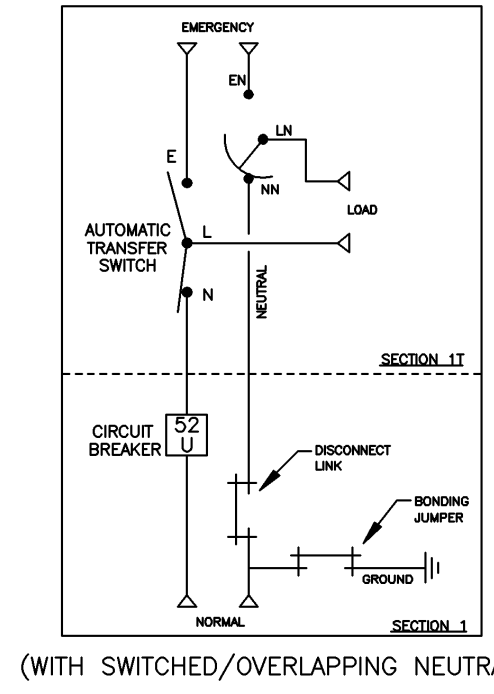 EMERGENCY
EN
LN
E
NN
LOAD
L
AUTOMATIC
TRANSFER
SWITCH
NEUTRAL
N
SECTION 1T
52
U
CIRCUIT
BREAKER
DISCONNECT
LINK
BONDING
JUMPER
GROUND
NORMAL
SECTION 1
(WITH SWITCHED/OVERLAPPING